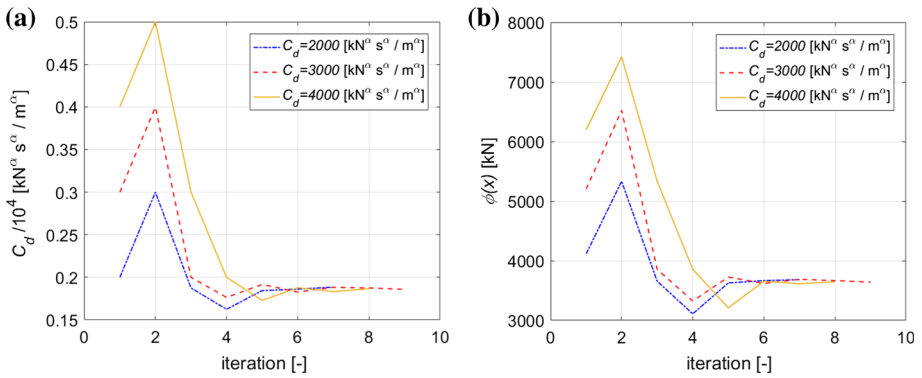 (a)
C_d /10^4 [kN^α s^α / m^α]
0.5
0.45
0.4
0.35
0.3
0.25
0.2
0.15
0 2 4 6 8 10
iteration [-]
C_d=2000 [kN^α s^α / m^α]
C_d=3000 [kN^α s^α / m^α]
C_d=4000 [kN^α s^α / m^α]
(b)
ϕ(x) [kN]
8000
7000
6000
5000
4000
3000
0 2 4 6 8 10
iteration [-]
C_d=2000 [kN^α s^α / m^α]
C_d=3000 [kN^α s^α / m^α]
C_d=4000 [kN^α s^α / m^α]